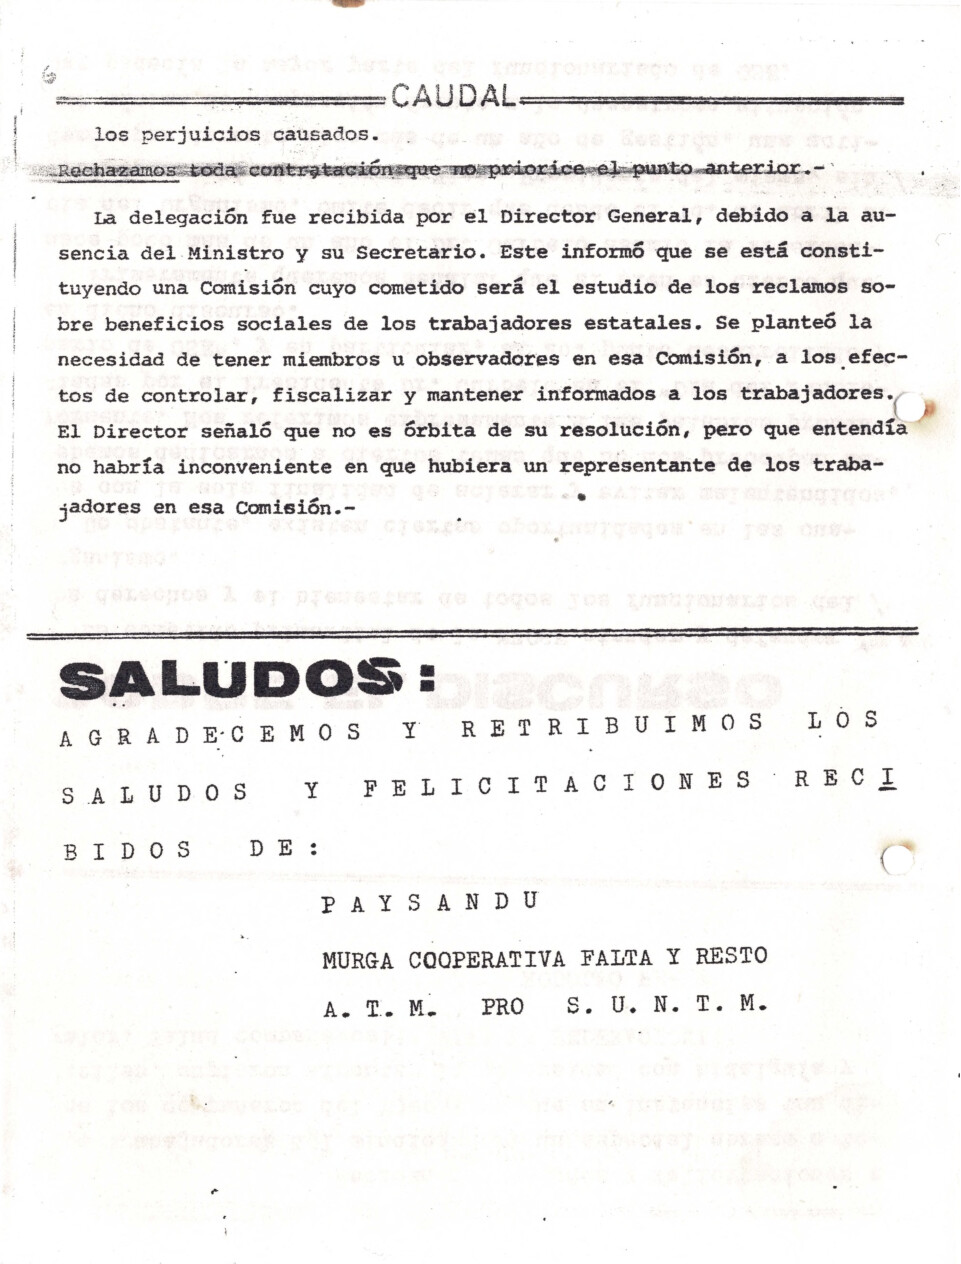 6
CAUDAL
los perjuicios causados.
Rechazamos toda contratación que no priorice el punto anterior.-
La delegación fue recibida por el Director General, debido a la au-
sencia del Ministro y su Secretario. Este informó que se está consti-
tuyendo una Comisión cuyo cometido será el estudio de los reclamos so-
bre beneficios sociales de los trabajadores estatales. Se planteó la
necesidad de tener miembros u observadores en esa Comisión, a los efec-
tos de controlar, fiscalizar y mantener informados a los trabajadores.
El Director señaló que no es órbita de su resolución, pero que entendía
no habría inconveniente en que hubiera un representante de los traba-
jadores en esa Comisión.-
SALUDOS:
AGRADECEMOS Y RETRIBUIMOS LOS
SALUDOS Y FELICITACIONES RECI
BIDOS DE:
PAYSANDU
MURGA COOPERATIVA FALTA Y RESTO
A. T. M. PRO S. U. N. T. M.